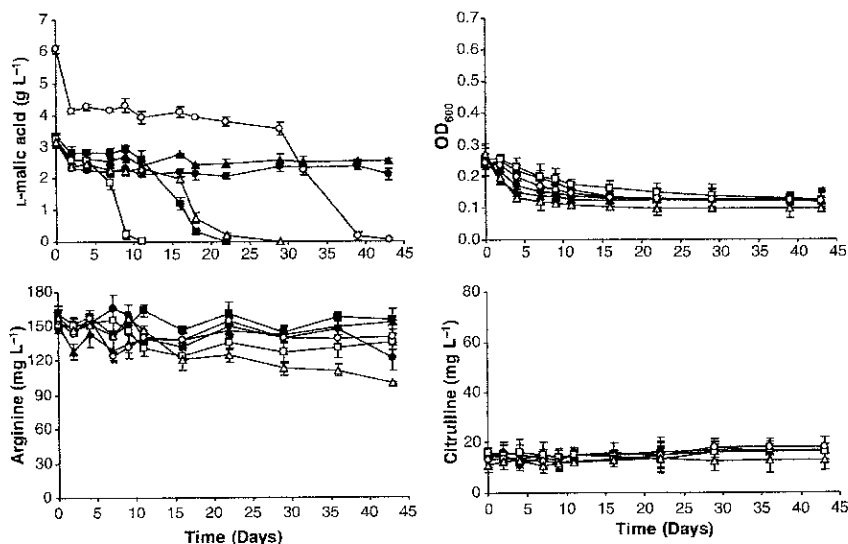 L-malic acid (g L⁻¹)
7
6
5
4
3
2
1
0
0 5 10 15 20 25 30 35 40 45
OD600
0.7
0.6
0.5
0.4
0.3
0.2
0.1
0.0
0 5 10 15 20 25 30 35 40 45
Arginine (mg L⁻¹)
180
150
120
90
60
30
0
0 5 10 15 20 25 30 35 40 45
Time (Days)
Citrulline (mg L⁻¹)
80
60
40
20
0
0 5 10 15 20 25 30 35 40 45
Time (Days)